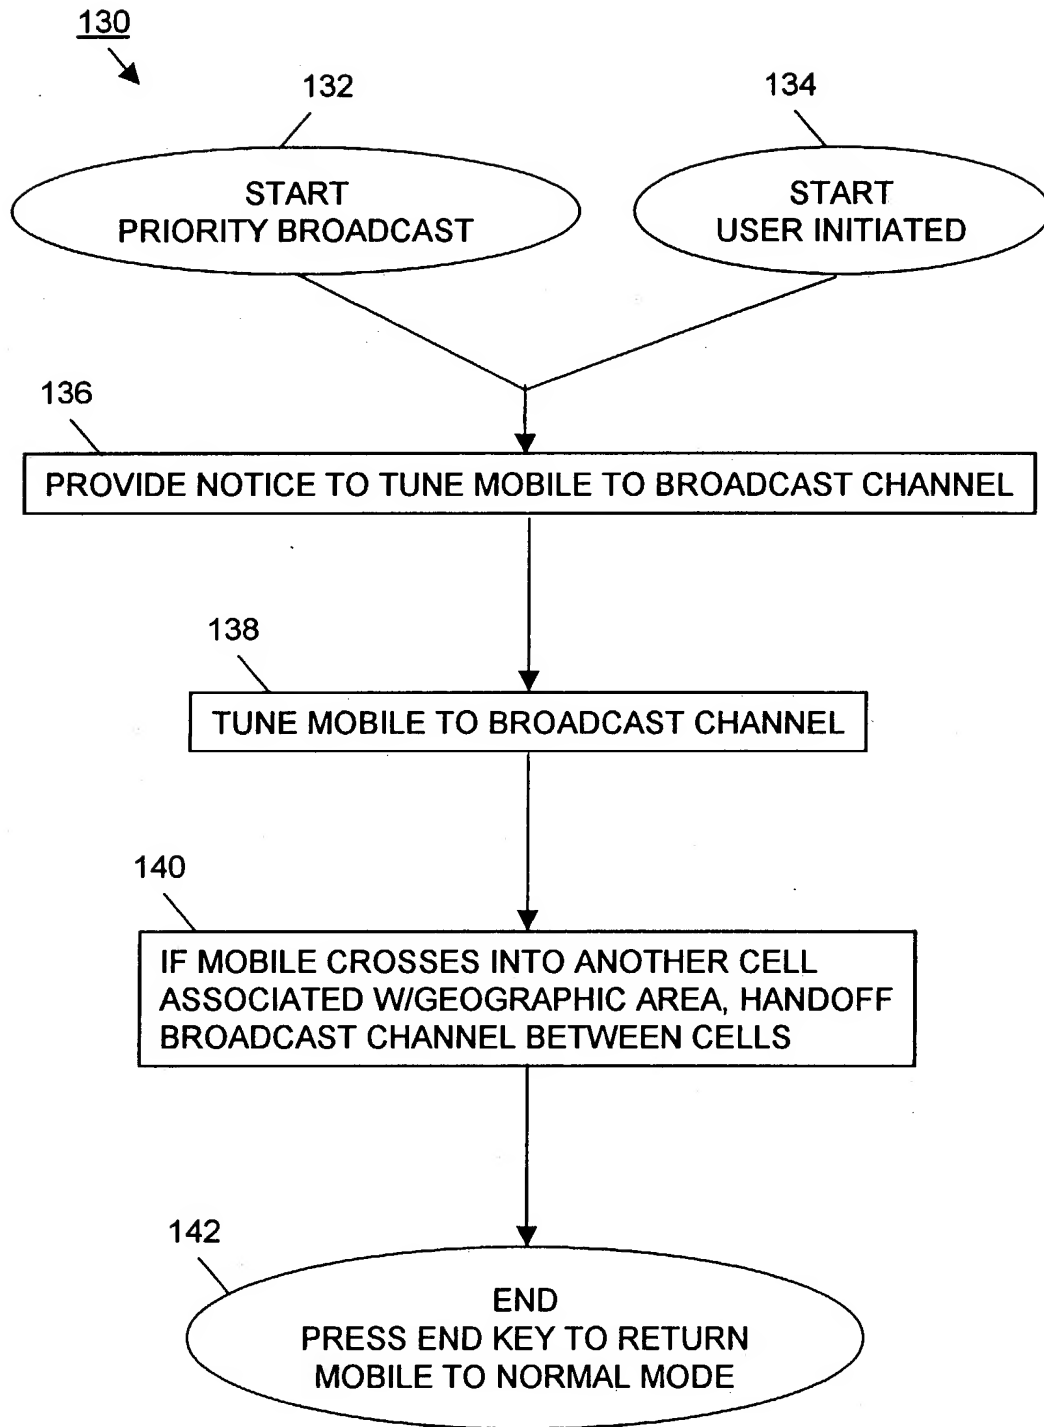 130
132
134
START
PRIORITY BROADCAST
START
USER INITIATED
136
PROVIDE NOTICE TO TUNE MOBILE TO BROADCAST CHANNEL
138
TUNE MOBILE TO BROADCAST CHANNEL
140
IF MOBILE CROSSES INTO ANOTHER CELL
ASSOCIATED W/GEOGRAPHIC AREA, HANDOFF
BROADCAST CHANNEL BETWEEN CELLS
142
END
PRESS END KEY TO RETURN
MOBILE TO NORMAL MODE